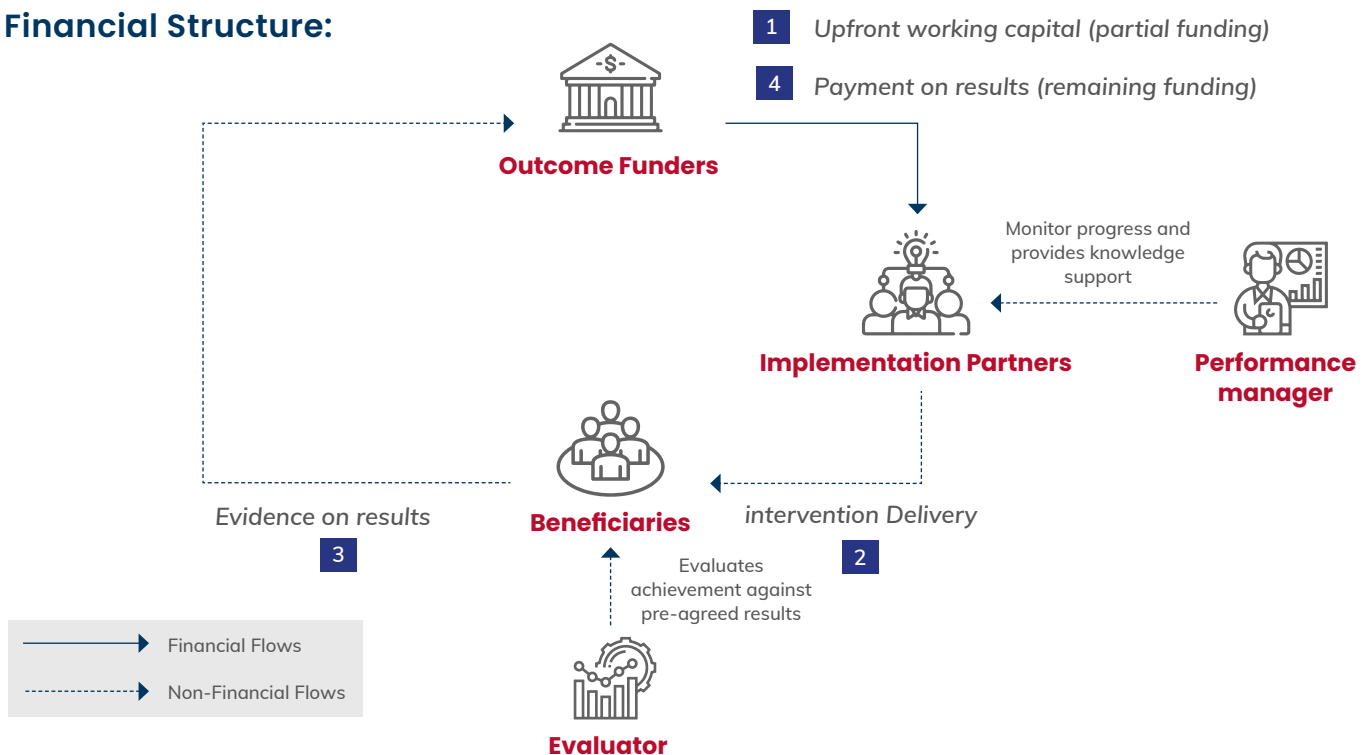 Financial Structure:
1 Upfront working capital (partial funding)
4 Payment on results (remaining funding)
-$-
Outcome Funders
Monitor progress and
provides knowledge
support
Implementation Partners
Performance
manager
Evidence on results
3
Beneficiaries
intervention Delivery
2
Evaluates
achievement against
pre-agreed results
Financial Flows
Non-Financial Flows
Evaluator